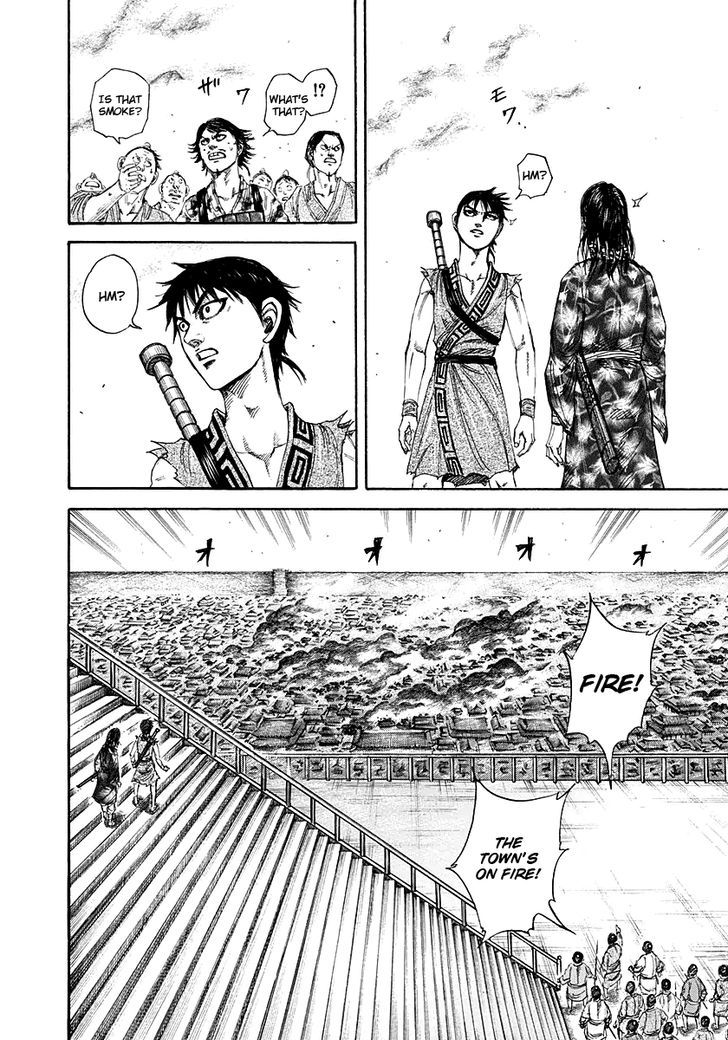 モワ
HM?
WHAT'S
THAT?
!?
ザワ
IS THAT
SMOKE?
HM?
オ
オ
オ
オ
FIRE!
THE
TOWN'S
ON FIRE!